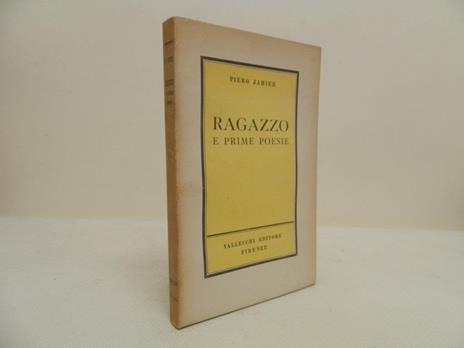 PIERO JAHIER
RAGAZZO
E PRIME POESIE
VALLECCHI EDITORE
FIRENZE